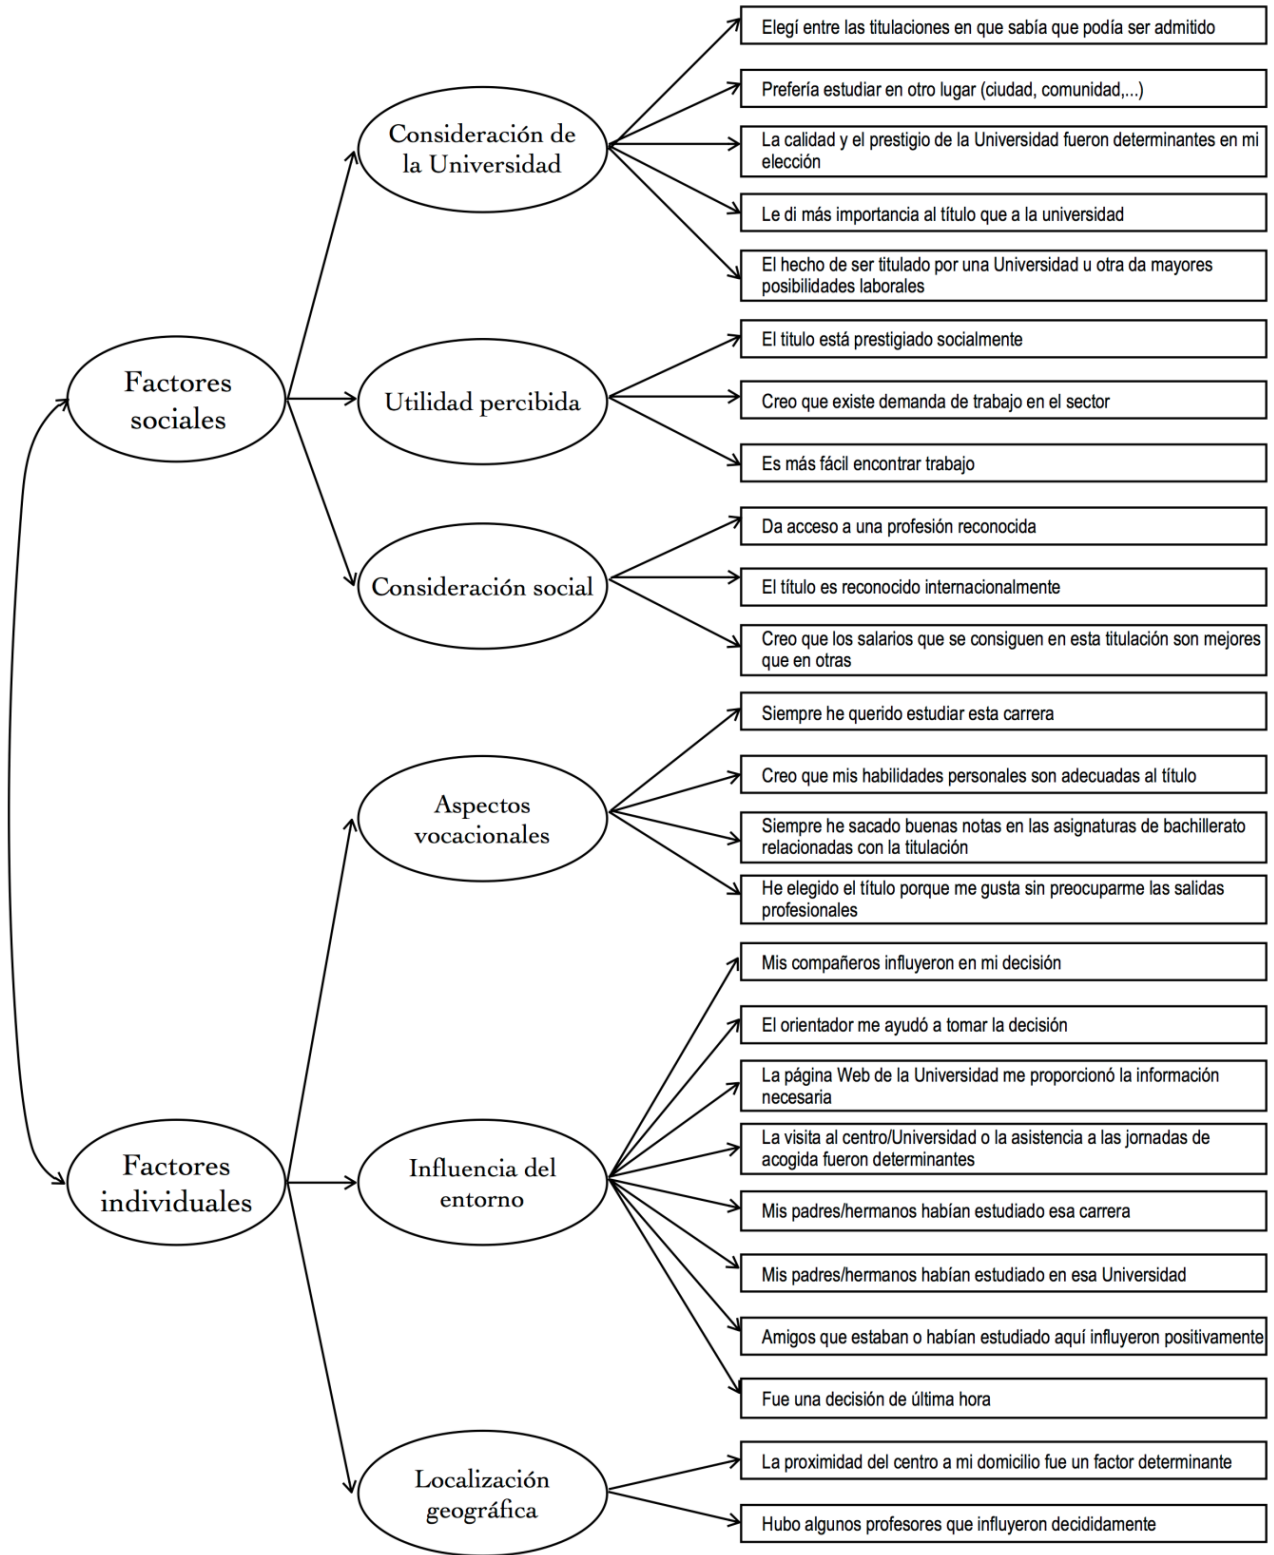 Elegí entre las titulaciones en que sabía que podía ser admitido
Prefería estudiar en otro lugar (ciudad, comunidad,...)
Consideración de
la Universidad
La calidad y el prestigio de la Universidad fueron determinantes en mi
elección
Le di más importancia al título que a la universidad
El hecho de ser titulado por una Universidad u otra da mayores
posibilidades laborales
Factores
sociales
Utilidad percibida
El titulo está prestigiado socialmente
Creo que existe demanda de trabajo en el sector
Es más fácil encontrar trabajo
Consideración social
Da acceso a una profesión reconocida
El título es reconocido internacionalmente
Creo que los salarios que se consiguen en esta titulación son mejores
que en otras
Aspectos
vocacionales
Siempre he querido estudiar esta carrera
Creo que mis habilidades personales son adecuadas al título
Siempre he sacado buenas notas en las asignaturas de bachillerato
relacionadas con la titulación
He elegido el título porque me gusta sin preocuparme las salidas
profesionales
Factores
individuales
Influencia del
entorno
Mis compañeros influyeron en mi decisión
El orientador me ayudó a tomar la decisión
La página Web de la Universidad me proporcionó la información
necesaria
La visita al centro/Universidad o la asistencia a las jornadas de
acogida fueron determinantes
Mis padres/hermanos habían estudiado esa carrera
Mis padres/hermanos habían estudiado en esa Universidad
Amigos que estaban o habían estudiado aquí influyeron positivamente
Fue una decisión de última hora
Localización
geográfica
La proximidad del centro a mi domicilio fue un factor determinante
Hubo algunos profesores que influyeron decididamente